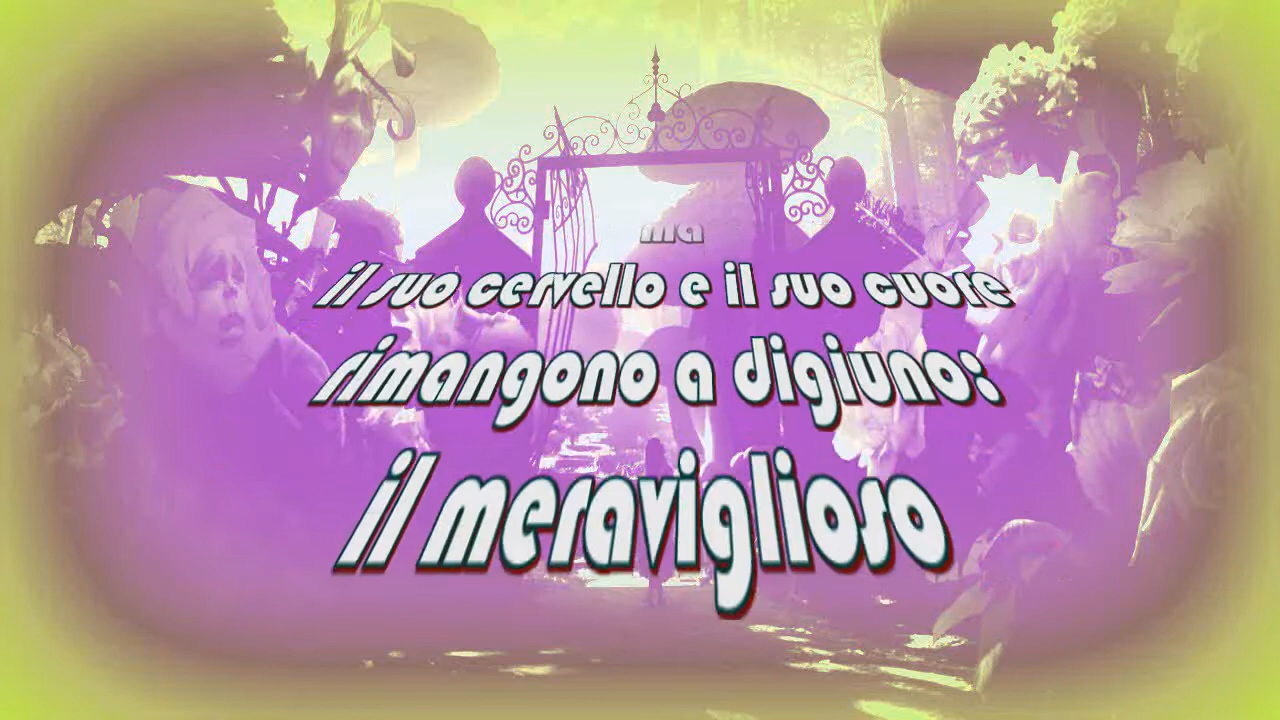 ma
il suo cervello e il suo cuore
rimangono a digiuno:
il meraviglioso